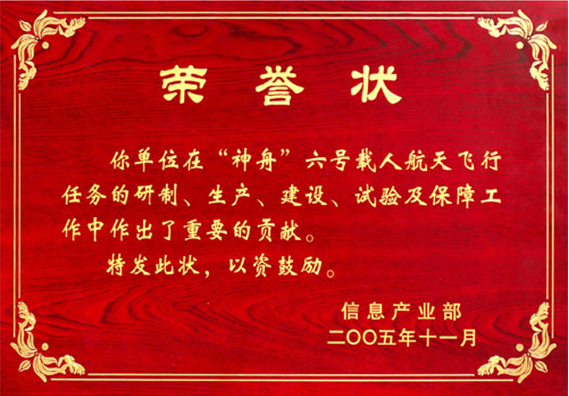 荣誉状
你单位在“神舟”六号载人航天飞行
任务的研制、生产、建设、试验及保障工
作中作出了重要的贡献。
特发此状，以资鼓励。
信息产业部
二〇〇五年十一月